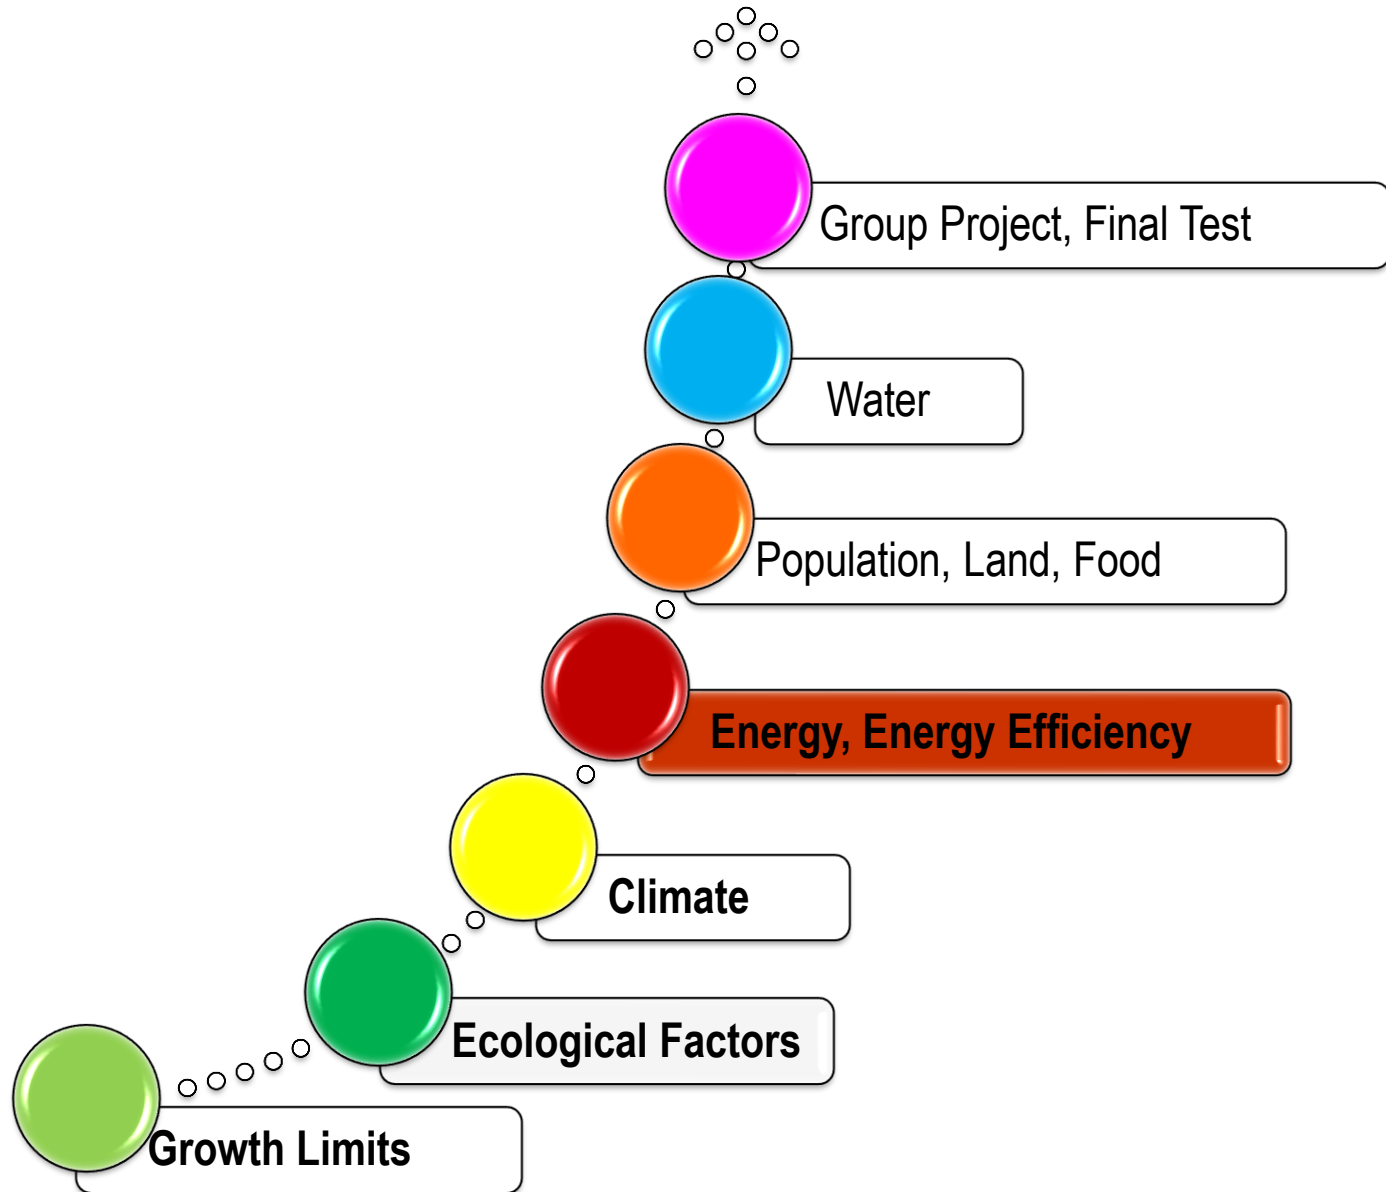 Group Project, Final Test
Water
Population, Land, Food
Energy, Energy Efficiency
Climate
Ecological Factors
Growth Limits